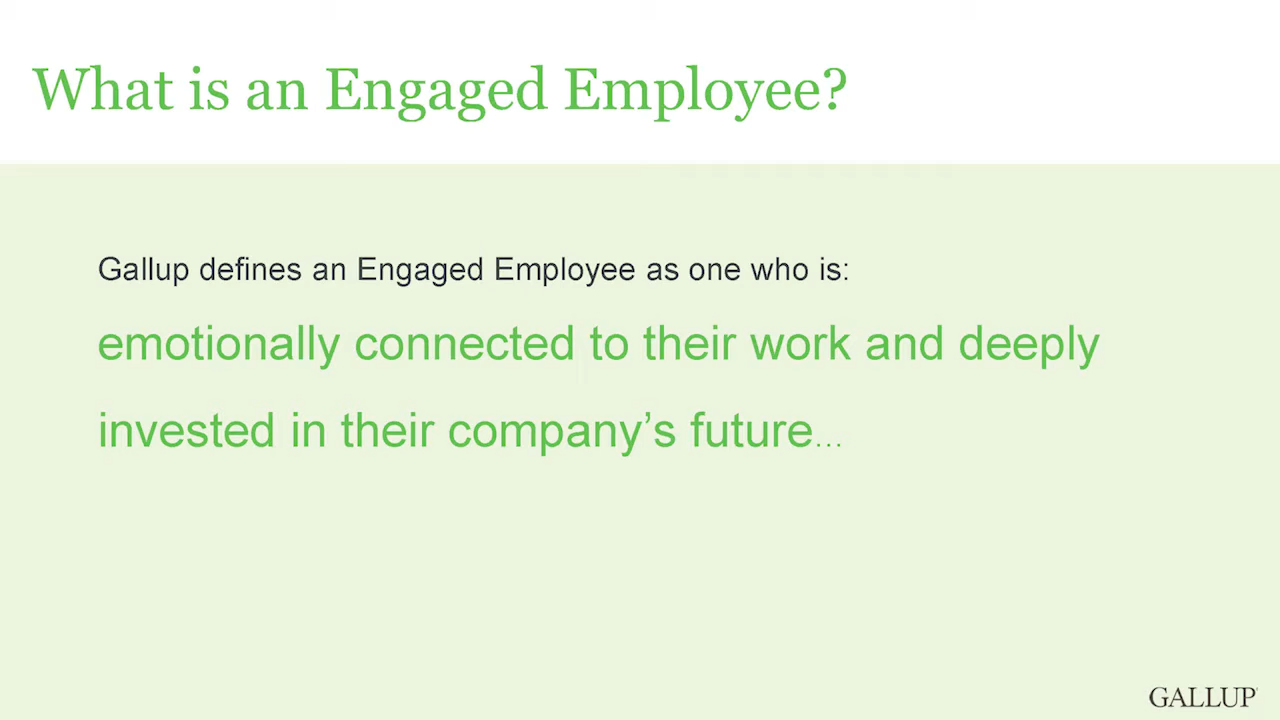 What is an Engaged Employee?
Gallup defines an Engaged Employee as one who is:
emotionally connected to their work and deeply
invested in their company’s future...
GALLUP